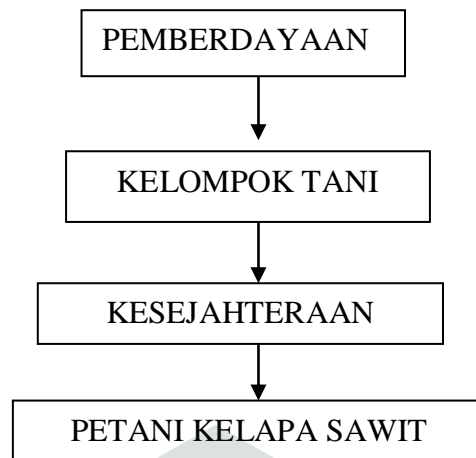 PEMBERDAYAAN
KELOMPOK TANI
KESEJAHTERAAN
PETANI KELAPA SAWIT